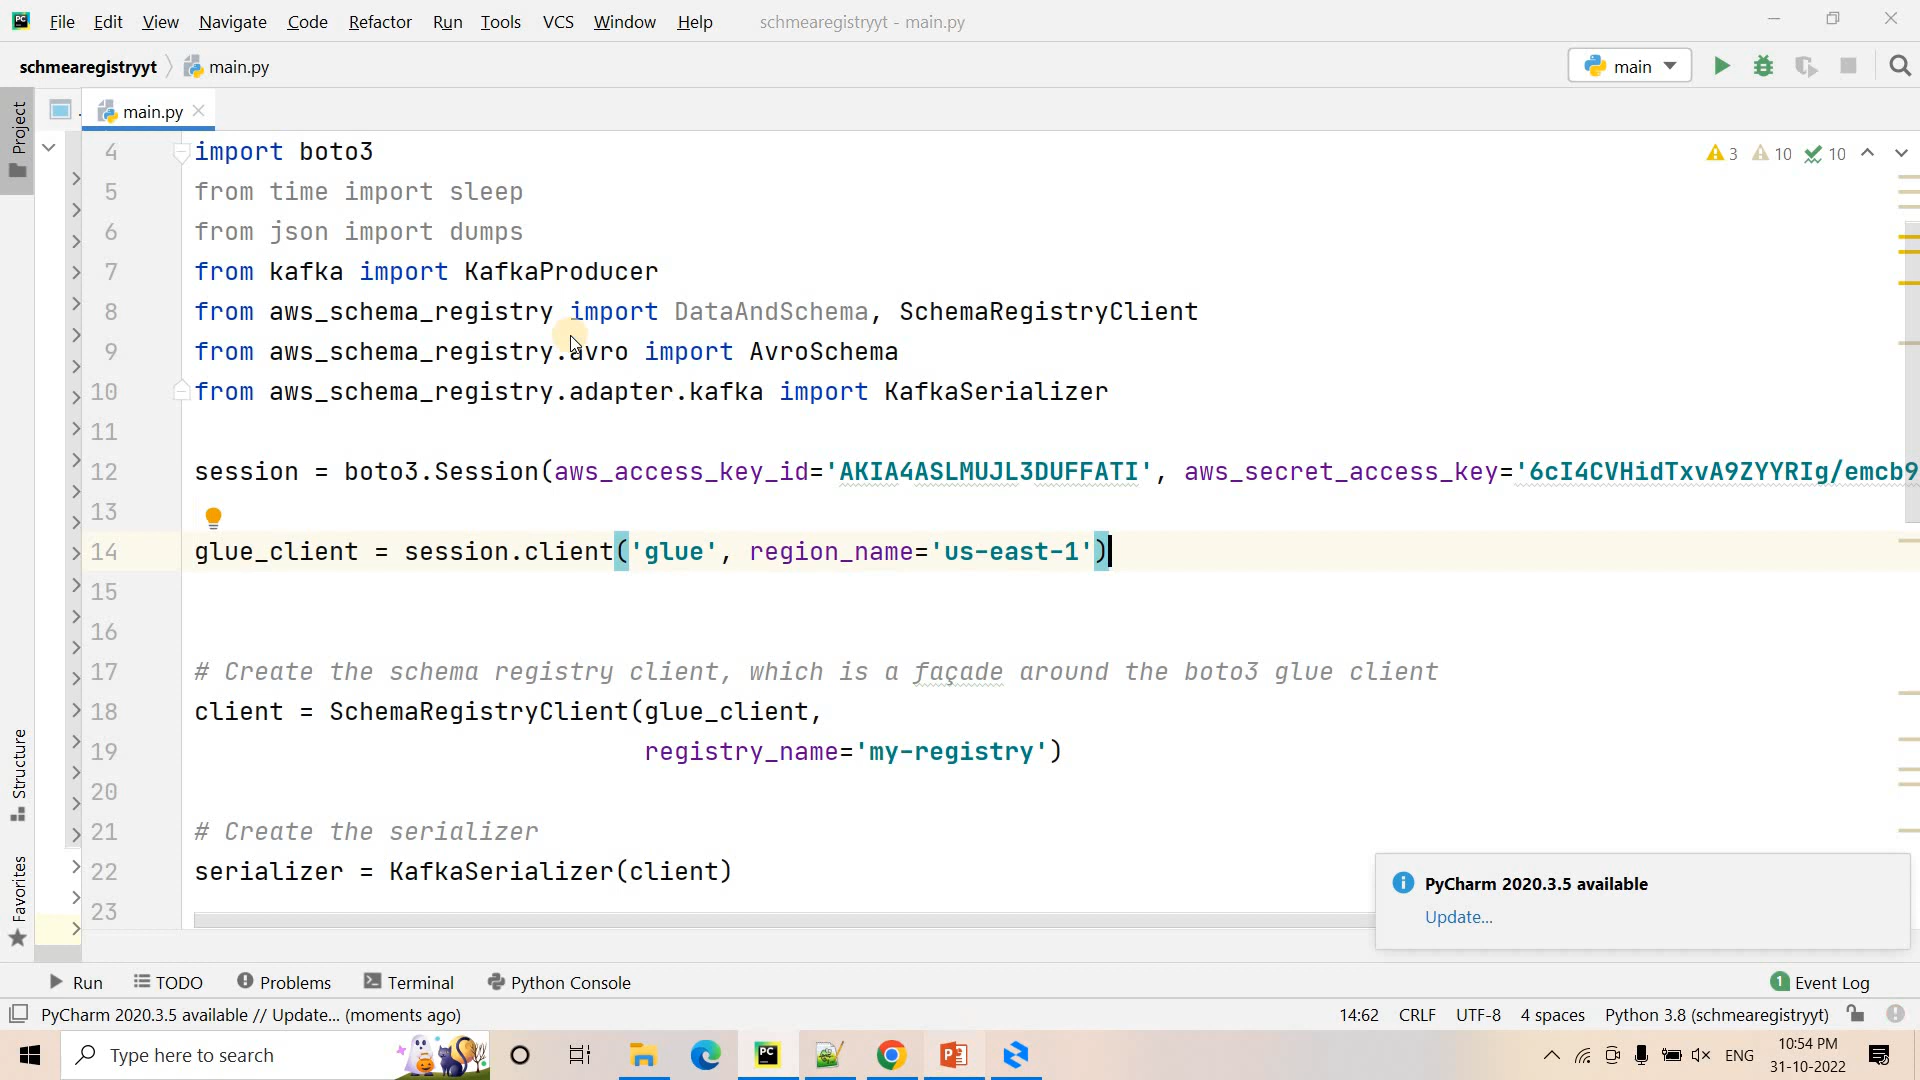 File Edit View Navigate Code Refactor Run Tools VCS Window Help schmearegistryyt - main.py
schmearegistryyt main.py main
Project
main.py
4 import boto3
3 10 10
5 from time import sleep
6 from json import dumps
7 from kafka import KafkaProducer
8 from aws_schema_registry import DataAndSchema, SchemaRegistryClient
9 from aws_schema_registry.avro import AvroSchema
10 from aws_schema_registry.adapter.kafka import KafkaSerializer
11
12 session = boto3.Session(aws_access_key_id='AKIA4ASLMUJL3DUFFATI', aws_secret_access_key='6cI4CVHidTxvA9ZYYRIg/emcb9
13
14 glue_client = session.client('glue', region_name='us-east-1')
15
16
17 # Create the schema registry client, which is a façade around the boto3 glue client
18 client = SchemaRegistryClient(glue_client,
19 registry_name='my-registry')
20
21 # Create the serializer
22 serializer = KafkaSerializer(client)
23
Structure
Favorites
PyCharm 2020.3.5 available
Update...
Run TODO Problems Terminal Python Console 1 Event Log
PyCharm 2020.3.5 available // Update... (moments ago) 14:62 CRLF UTF-8 4 spaces Python 3.8 (schmearegistryyt)
Type here to search ENG 10:54 PM
31-10-2022